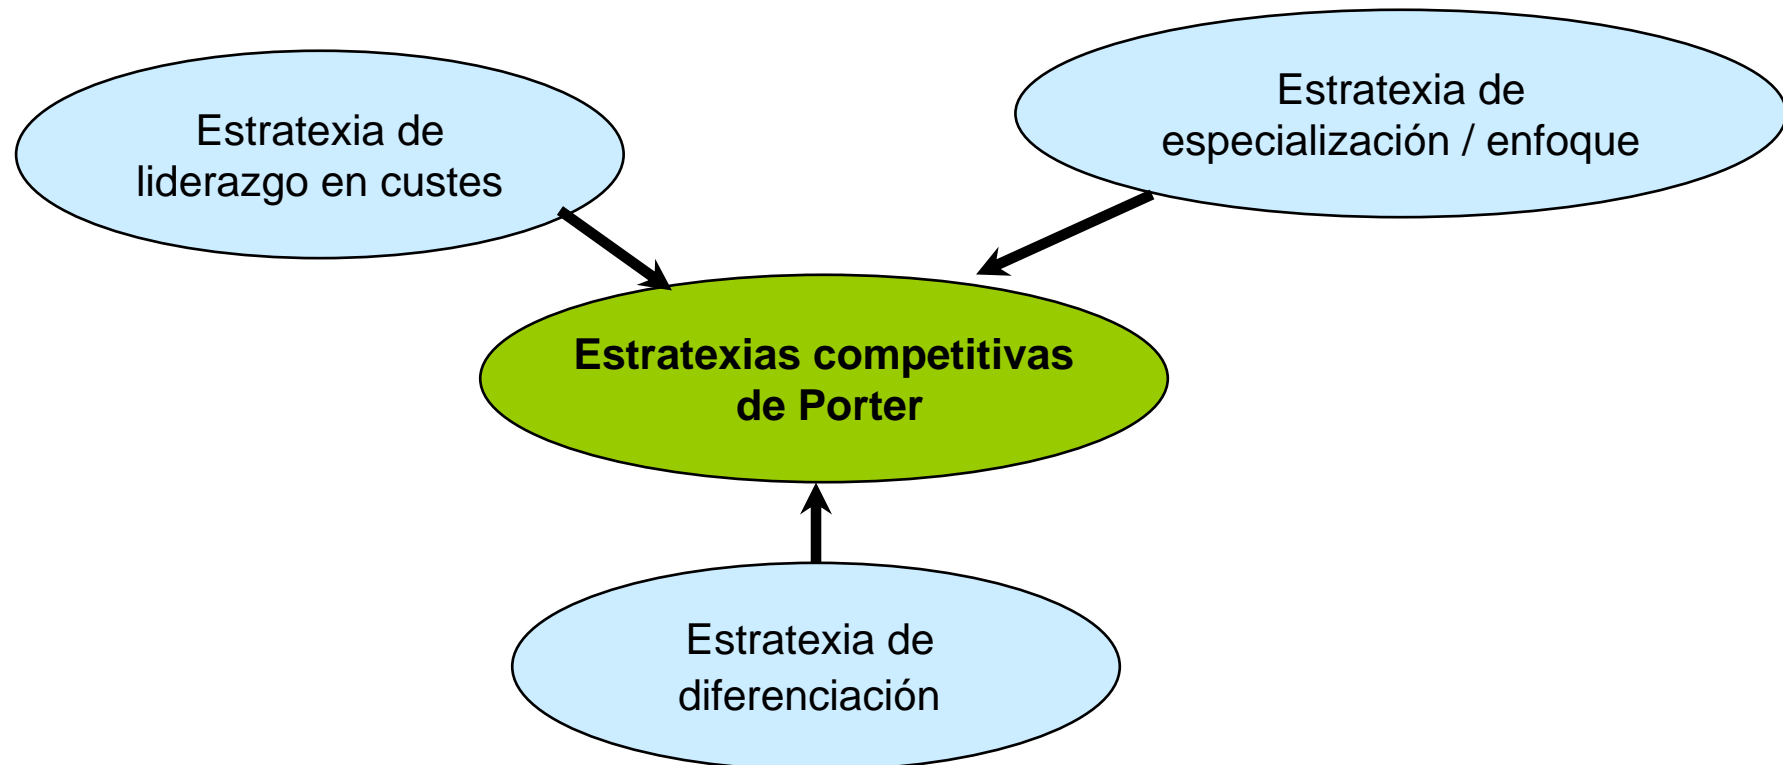 Estratexia de
liderazgo en custes
Estratexia de
especialización / enfoque
Estratexias competitivas
de Porter
Estratexia de
diferenciación